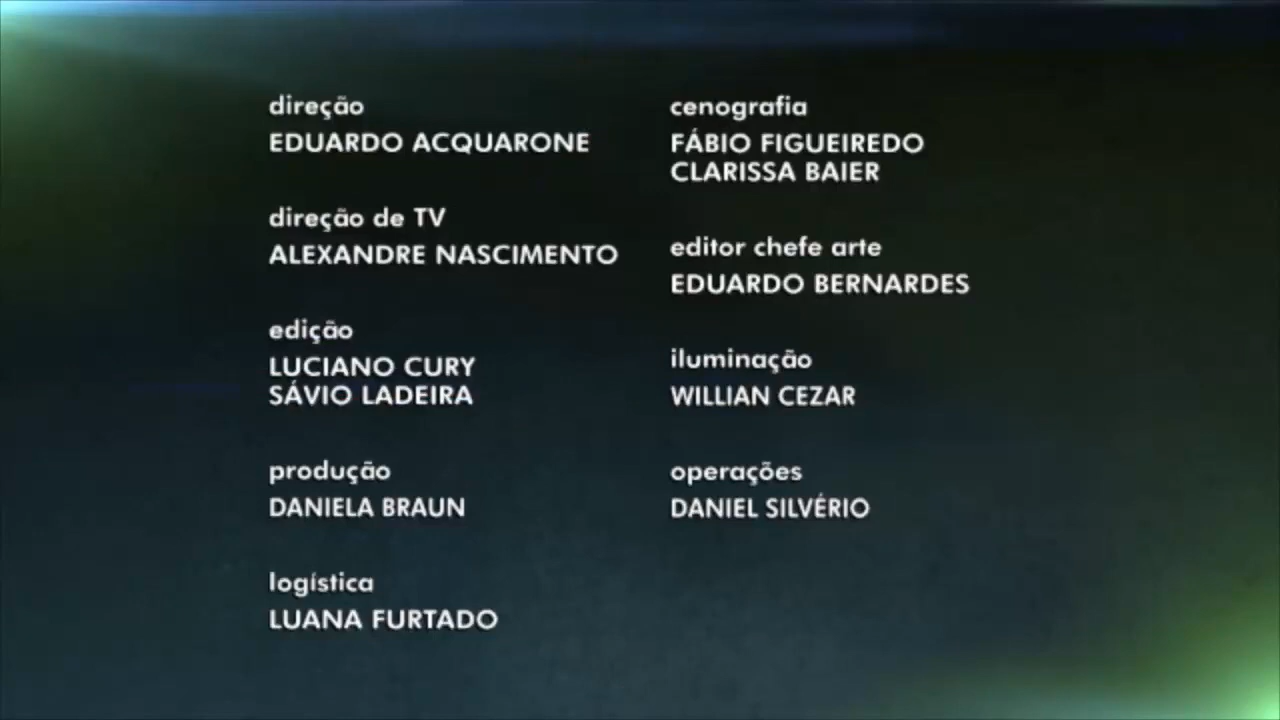 direção
EDUARDO ACQUARONE
direção de TV
ALEXANDRE NASCIMENTO
edição
LUCIANO CURY
SÁVIO LADEIRA
produção
DANIELA BRAUN
logística
LUANA FURTADO
cenografia
FÁBIO FIGUEIREDO
CLARISSA BAIER
editor chefe arte
EDUARDO BERNARDES
iluminação
WILLIAN CEZAR
operações
DANIEL SILVÉRIO